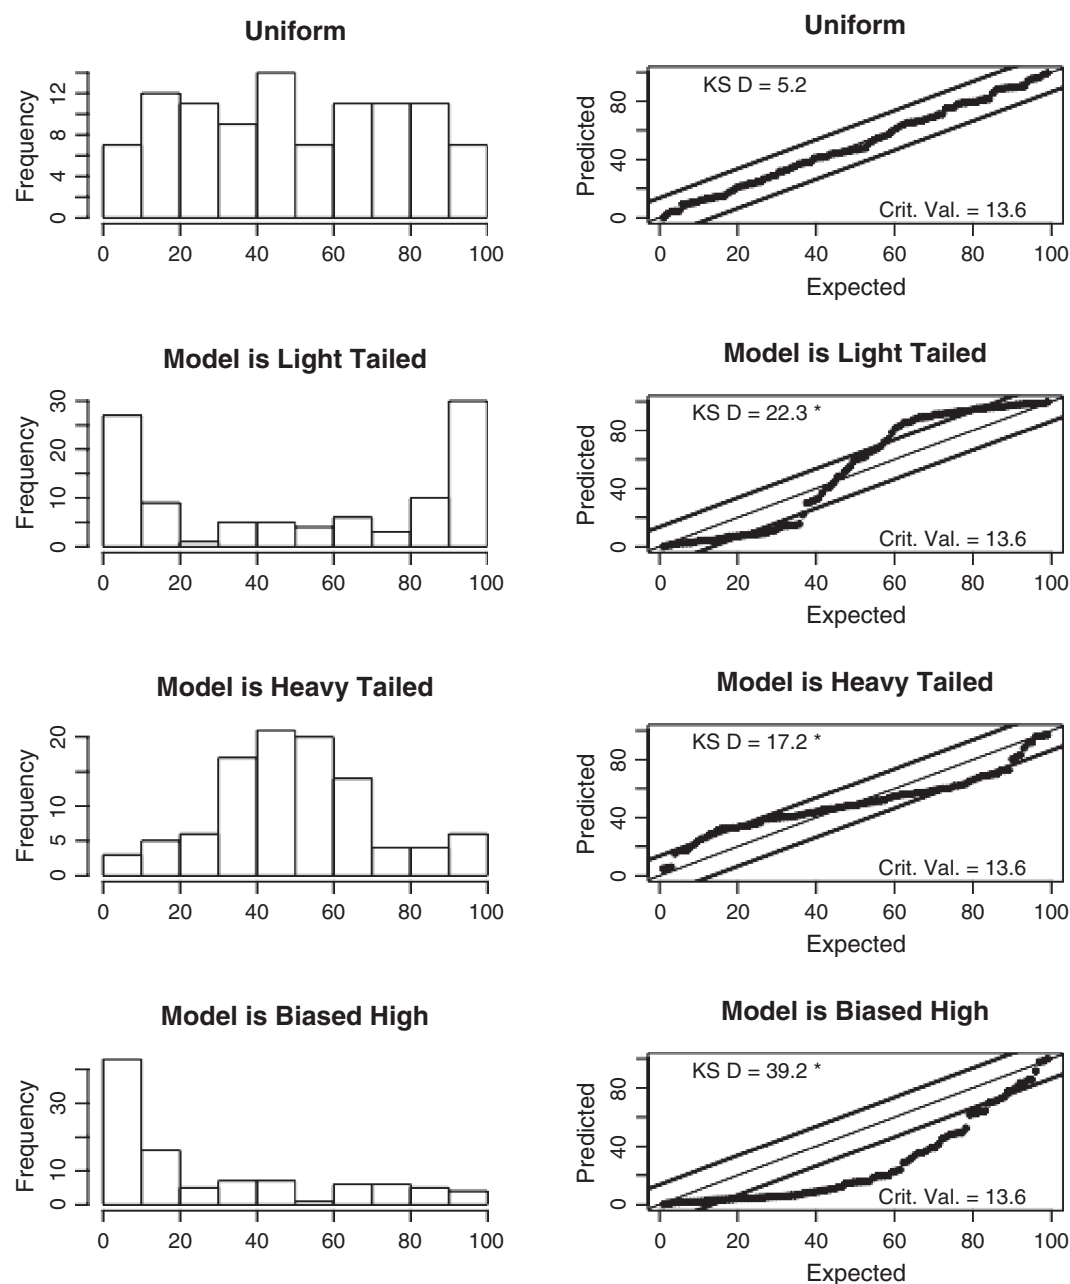 Uniform
Frequency
0 4 8 12
0 20 40 60 80 100
Uniform
KS D = 5.2
Crit. Val. = 13.6
Predicted
0 40 80
0 20 40 60 80 100
Expected
Model is Light Tailed
Frequency
0 10 20 30
0 20 40 60 80 100
Model is Light Tailed
KS D = 22.3 *
Crit. Val. = 13.6
Predicted
0 40 80
0 20 40 60 80 100
Expected
Model is Heavy Tailed
Frequency
0 5 10 20
0 20 40 60 80 100
Model is Heavy Tailed
KS D = 17.2 *
Crit. Val. = 13.6
Predicted
0 40 80
0 20 40 60 80 100
Expected
Model is Biased High
Frequency
0 10 30
0 20 40 60 80 100
Model is Biased High
KS D = 39.2 *
Crit. Val. = 13.6
Predicted
0 40 80
0 20 40 60 80 100
Expected